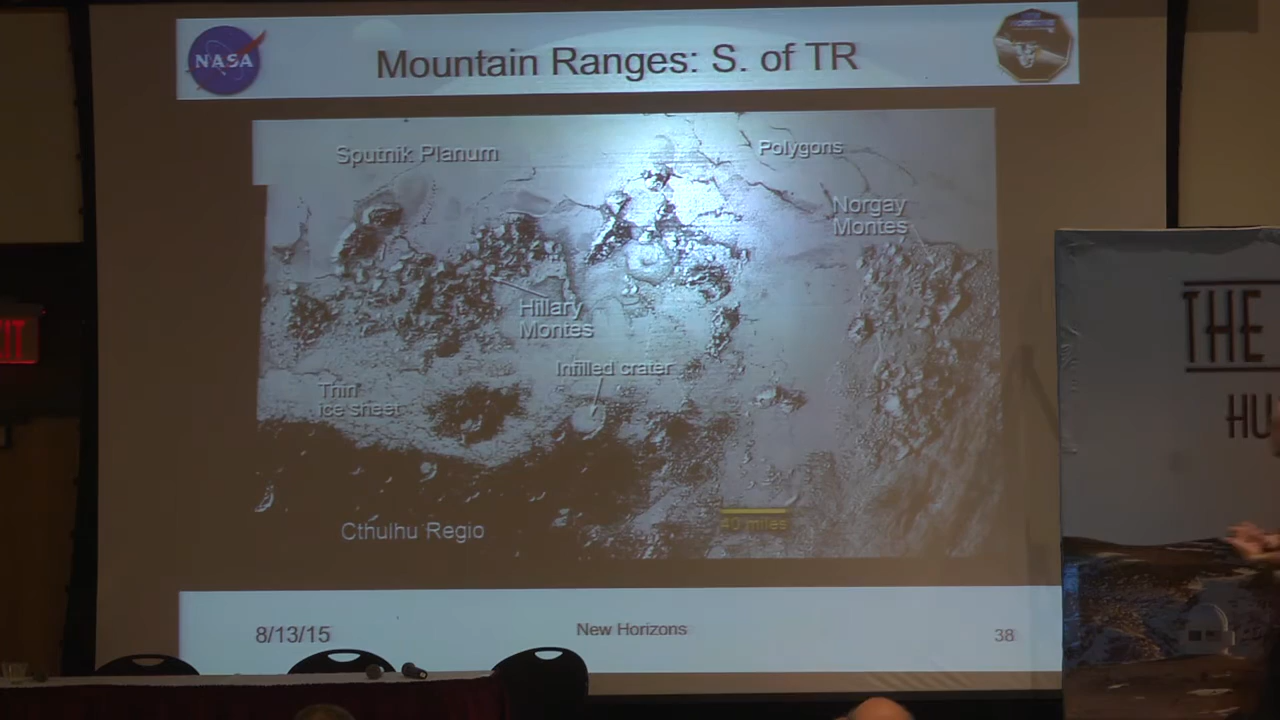 NASA
Mountain Ranges: S. of TR
Sputnik Planum
Polygons
Norgay
Montes
Hillary
Montes
Infilled crater
Thin
ice sheet
40 miles
Cthulhu Regio
8/13/15
New Horizons
38
THE
HU